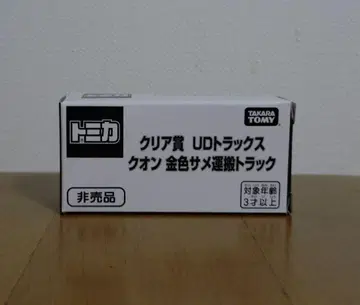 トミカ
TAKARA TOMY
クリア賞 UDトラックス
クオン 金色サメ運搬トラック
非売品
対象年齢
3才以上